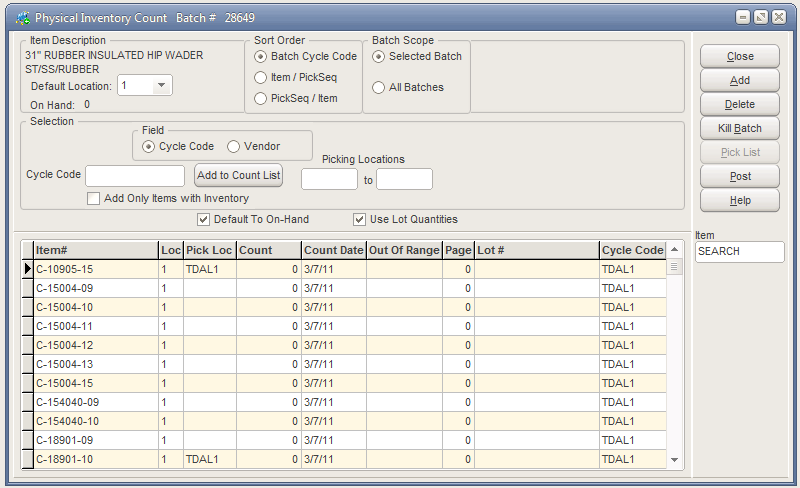 Physical Inventory Count Batch # 28649
Item Description
31" RUBBER INSULATED HIP WADER
ST/SS/RUBBER
Default Location: 1
On Hand: 0
Sort Order
Batch Cycle Code
Item / PickSeq
PickSeq / Item
Batch Scope
Selected Batch
All Batches
Close
Add
Delete
Kill Batch
Pick List
Post
Help
Selection
Field
Cycle Code Vendor
Cycle Code Add to Count List
Picking Locations
to
Add Only Items with Inventory
Default To On-Hand Use Lot Quantities
Item
SEARCH
Item# Loc Pick Loc Count Count Date Out Of Range Page Lot # Cycle Code
C-10905-15 1 TDAL1 0 3/7/11 0 TDAL1
C-15004-09 1 0 3/7/11 0 TDAL1
C-15004-10 1 0 3/7/11 0 TDAL1
C-15004-11 1 0 3/7/11 0 TDAL1
C-15004-12 1 0 3/7/11 0 TDAL1
C-15004-13 1 0 3/7/11 0 TDAL1
C-15004-15 1 0 3/7/11 0 TDAL1
C-154040-09 1 0 3/7/11 0 TDAL1
C-154040-10 1 0 3/7/11 0 TDAL1
C-18901-09 1 0 3/7/11 0 TDAL1
C-18901-10 1 TDAL1 0 3/7/11 0 TDAL1